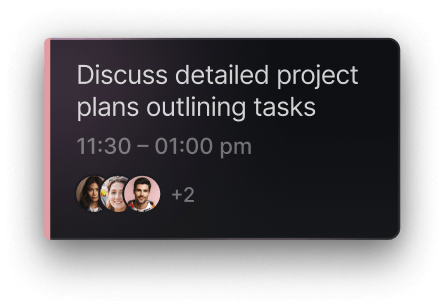 Discuss detailed project
plans outlining tasks
11:30 – 01:00 pm
+2